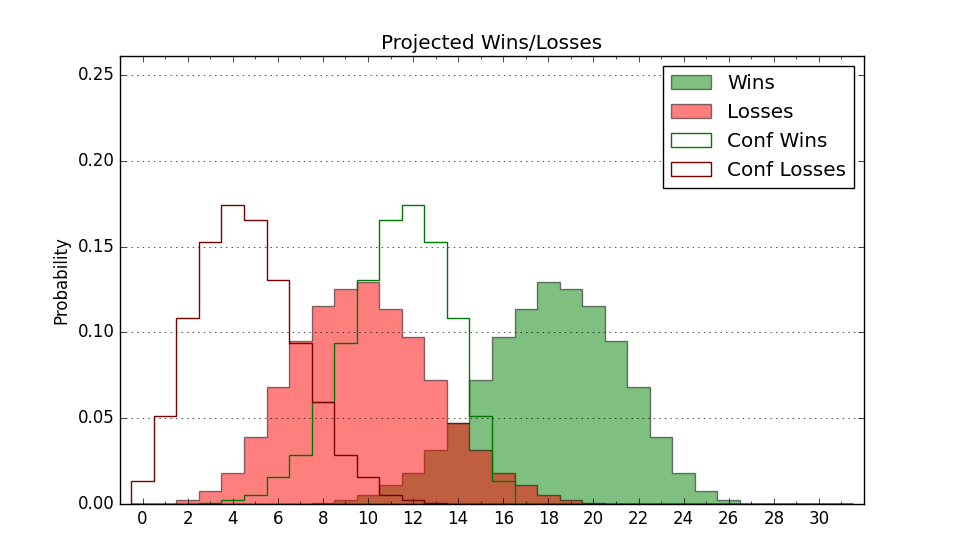 Projected Wins/Losses
0.25
0.20
0.15
0.10
0.05
0.00
Probability
Wins
Losses
Conf Wins
Conf Losses
0 2 4 6 8 10 12 14 16 18 20 22 24 26 28 30